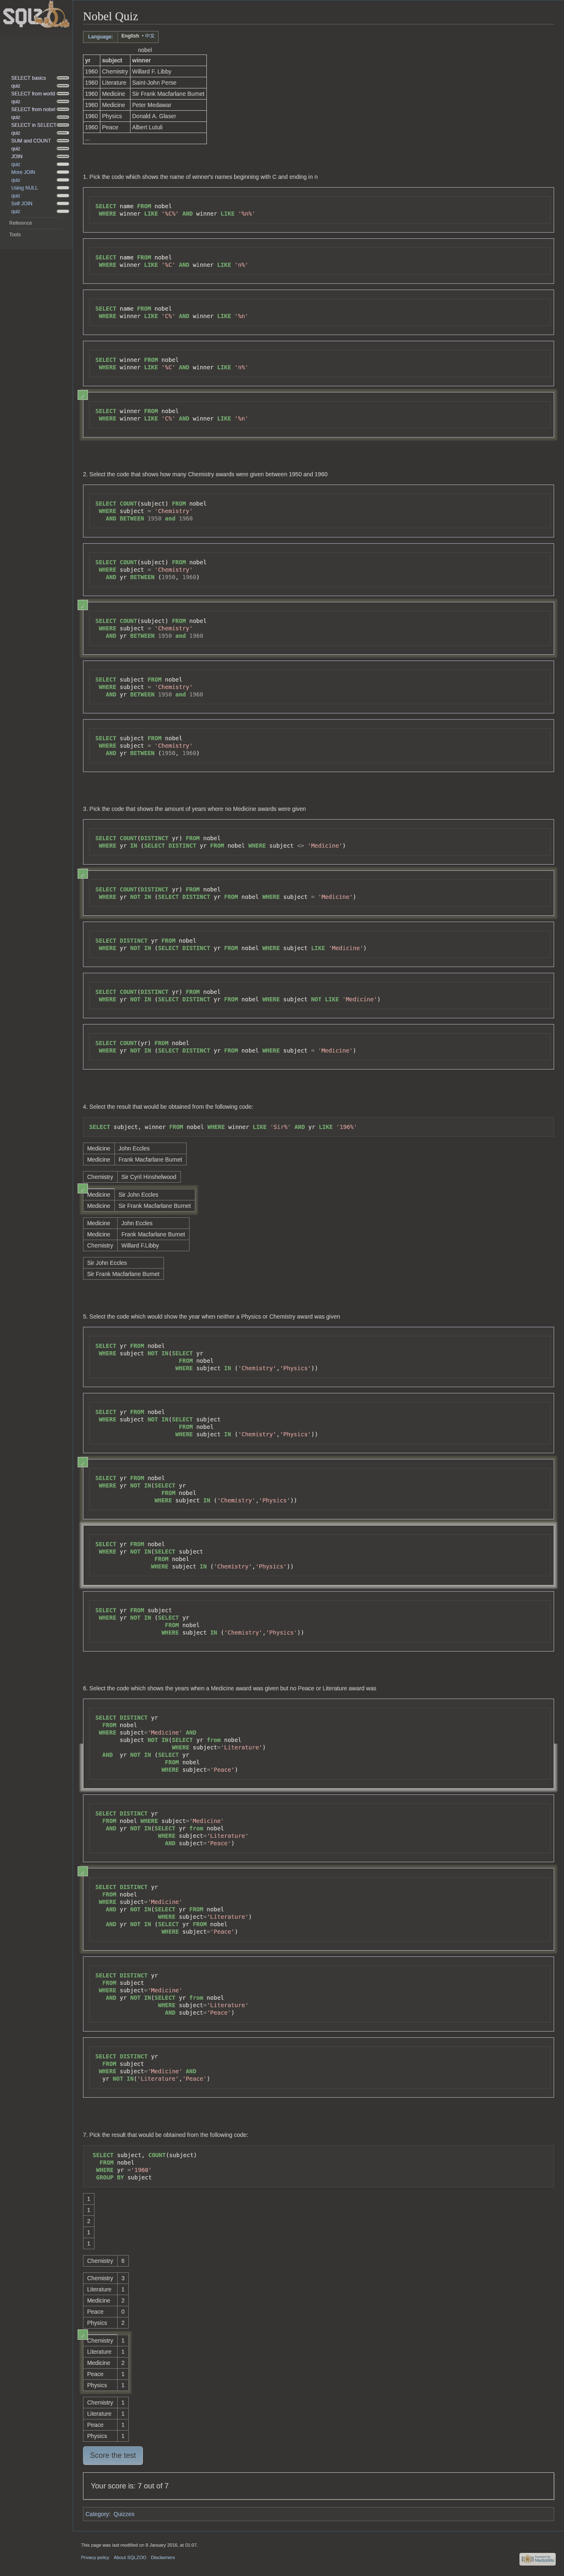 SQLZOO
SELECT basics
quiz
SELECT from world
quiz
SELECT from nobel
quiz
SELECT in SELECT
quiz
SUM and COUNT
quiz
JOIN
quiz
More JOIN
quiz
Using NULL
quiz
Self JOIN
quiz
Reference
Tools
Nobel Quiz
Language: English • 中文
nobel
yr subject winner
1960 Chemistry Willard F. Libby
1960 Literature Saint-John Perse
1960 Medicine Sir Frank Macfarlane Burnet
1960 Medicine Peter Medawar
1960 Physics Donald A. Glaser
1960 Peace Albert Lutuli
...
1. Pick the code which shows the name of winner's names beginning with C and ending in n
SELECT name FROM nobel
WHERE winner LIKE '%C%' AND winner LIKE '%n%'
SELECT name FROM nobel
WHERE winner LIKE '%C' AND winner LIKE 'n%'
SELECT name FROM nobel
WHERE winner LIKE 'C%' AND winner LIKE '%n'
SELECT winner FROM nobel
WHERE winner LIKE '%C' AND winner LIKE 'n%'
SELECT winner FROM nobel
WHERE winner LIKE 'C%' AND winner LIKE '%n'
2. Select the code that shows how many Chemistry awards were given between 1950 and 1960
SELECT COUNT(subject) FROM nobel
WHERE subject = 'Chemistry'
AND BETWEEN 1950 and 1960
SELECT COUNT(subject) FROM nobel
WHERE subject = 'Chemistry'
AND yr BETWEEN (1950, 1960)
SELECT COUNT(subject) FROM nobel
WHERE subject = 'Chemistry'
AND yr BETWEEN 1950 and 1960
SELECT subject FROM nobel
WHERE subject = 'Chemistry'
AND yr BETWEEN 1950 and 1960
SELECT subject FROM nobel
WHERE subject = 'Chemistry'
AND yr BETWEEN (1950, 1960)
3. Pick the code that shows the amount of years where no Medicine awards were given
SELECT COUNT(DISTINCT yr) FROM nobel
WHERE yr IN (SELECT DISTINCT yr FROM nobel WHERE subject <> 'Medicine')
SELECT COUNT(DISTINCT yr) FROM nobel
WHERE yr NOT IN (SELECT DISTINCT yr FROM nobel WHERE subject = 'Medicine')
SELECT DISTINCT yr FROM nobel
WHERE yr NOT IN (SELECT DISTINCT yr FROM nobel WHERE subject LIKE 'Medicine')
SELECT COUNT(DISTINCT yr) FROM nobel
WHERE yr NOT IN (SELECT DISTINCT yr FROM nobel WHERE subject NOT LIKE 'Medicine')
SELECT COUNT(yr) FROM nobel
WHERE yr NOT IN (SELECT DISTINCT yr FROM nobel WHERE subject = 'Medicine')
4. Select the result that would be obtained from the following code:
SELECT subject, winner FROM nobel WHERE winner LIKE 'Sir%' AND yr LIKE '196%'
Medicine John Eccles
Medicine Frank Macfarlane Burnet
Chemistry Sir Cyril Hinshelwood
Medicine Sir John Eccles
Medicine Sir Frank Macfarlane Burnet
Medicine John Eccles
Medicine Frank Macfarlane Burnet
Chemistry Willard F.Libby
Sir John Eccles
Sir Frank Macfarlane Burnet
5. Select the code which would show the year when neither a Physics or Chemistry award was given
SELECT yr FROM nobel
WHERE subject NOT IN(SELECT yr
FROM nobel
WHERE subject IN ('Chemistry','Physics'))
SELECT yr FROM nobel
WHERE subject NOT IN(SELECT subject
FROM nobel
WHERE subject IN ('Chemistry','Physics'))
SELECT yr FROM nobel
WHERE yr NOT IN(SELECT yr
FROM nobel
WHERE subject IN ('Chemistry','Physics'))
SELECT yr FROM nobel
WHERE yr NOT IN(SELECT subject
FROM nobel
WHERE subject IN ('Chemistry','Physics'))
SELECT yr FROM subject
WHERE yr NOT IN (SELECT yr
FROM nobel
WHERE subject IN ('Chemistry','Physics'))
6. Select the code which shows the years when a Medicine award was given but no Peace or Literature award was
SELECT DISTINCT yr
FROM nobel
WHERE subject='Medicine' AND
subject NOT IN(SELECT yr from nobel
WHERE subject='Literature')
AND yr NOT IN (SELECT yr
FROM nobel
WHERE subject='Peace')
SELECT DISTINCT yr
FROM nobel WHERE subject='Medicine'
AND yr NOT IN(SELECT yr from nobel
WHERE subject='Literature'
AND subject='Peace')
SELECT DISTINCT yr
FROM nobel
WHERE subject='Medicine'
AND yr NOT IN(SELECT yr FROM nobel
WHERE subject='Literature')
AND yr NOT IN (SELECT yr FROM nobel
WHERE subject='Peace')
SELECT DISTINCT yr
FROM subject
WHERE subject='Medicine'
AND yr NOT IN(SELECT yr from nobel
WHERE subject='Literature'
AND subject='Peace')
SELECT DISTINCT yr
FROM subject
WHERE subject='Medicine' AND
yr NOT IN('Literature','Peace')
7. Pick the result that would be obtained from the following code:
SELECT subject, COUNT(subject)
FROM nobel
WHERE yr ='1960'
GROUP BY subject
1
1
2
1
1
Chemistry 6
Chemistry 3
Literature 1
Medicine 2
Peace 0
Physics 2
Chemistry 1
Literature 1
Medicine 2
Peace 1
Physics 1
Chemistry 1
Literature 1
Peace 1
Physics 1
Score the test
Your score is: 7 out of 7
Category: Quizzes
This page was last modified on 8 January 2016, at 01:07.
Privacy policy About SQLZOO Disclaimers
Powered By
MediaWiki